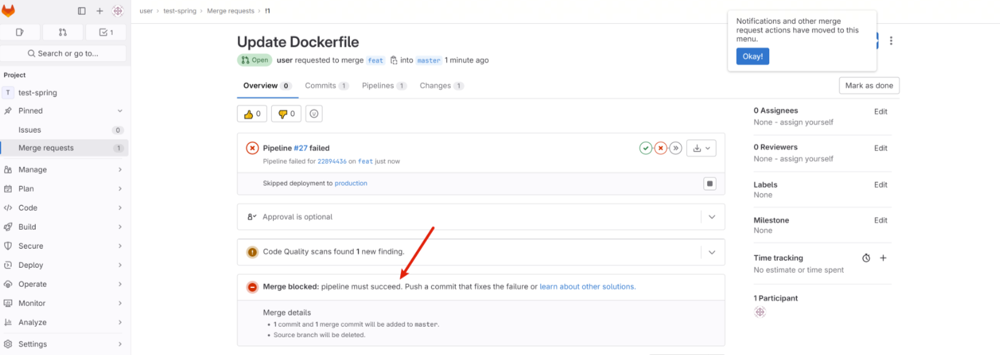 user › test-spring › Merge requests › !1
1
Search or go to...
Project
T test-spring
Pinned
Issues 0
Merge requests 1
Manage
Plan
Code
Build
Secure
Deploy
Operate
Monitor
Analyze
Settings
Update Dockerfile
Open user requested to merge feat into master 1 minute ago
Overview 0 Commits 1 Pipelines 1 Changes 1
0 0
Pipeline #27 failed
Pipeline failed for 22894436 on feat just now
Skipped deployment to production
Approval is optional
Code Quality scans found 1 new finding.
Merge blocked: pipeline must succeed. Push a commit that fixes the failure or learn about other solutions.
Merge details
• 1 commit and 1 merge commit will be added to master.
• Source branch will be deleted.
Notifications and other merge
request actions have moved to this
menu.
Okay!
Mark as done
0 Assignees Edit
None - assign yourself
0 Reviewers Edit
None - assign yourself
Labels Edit
None
Milestone Edit
None
Time tracking
No estimate or time spent
1 Participant